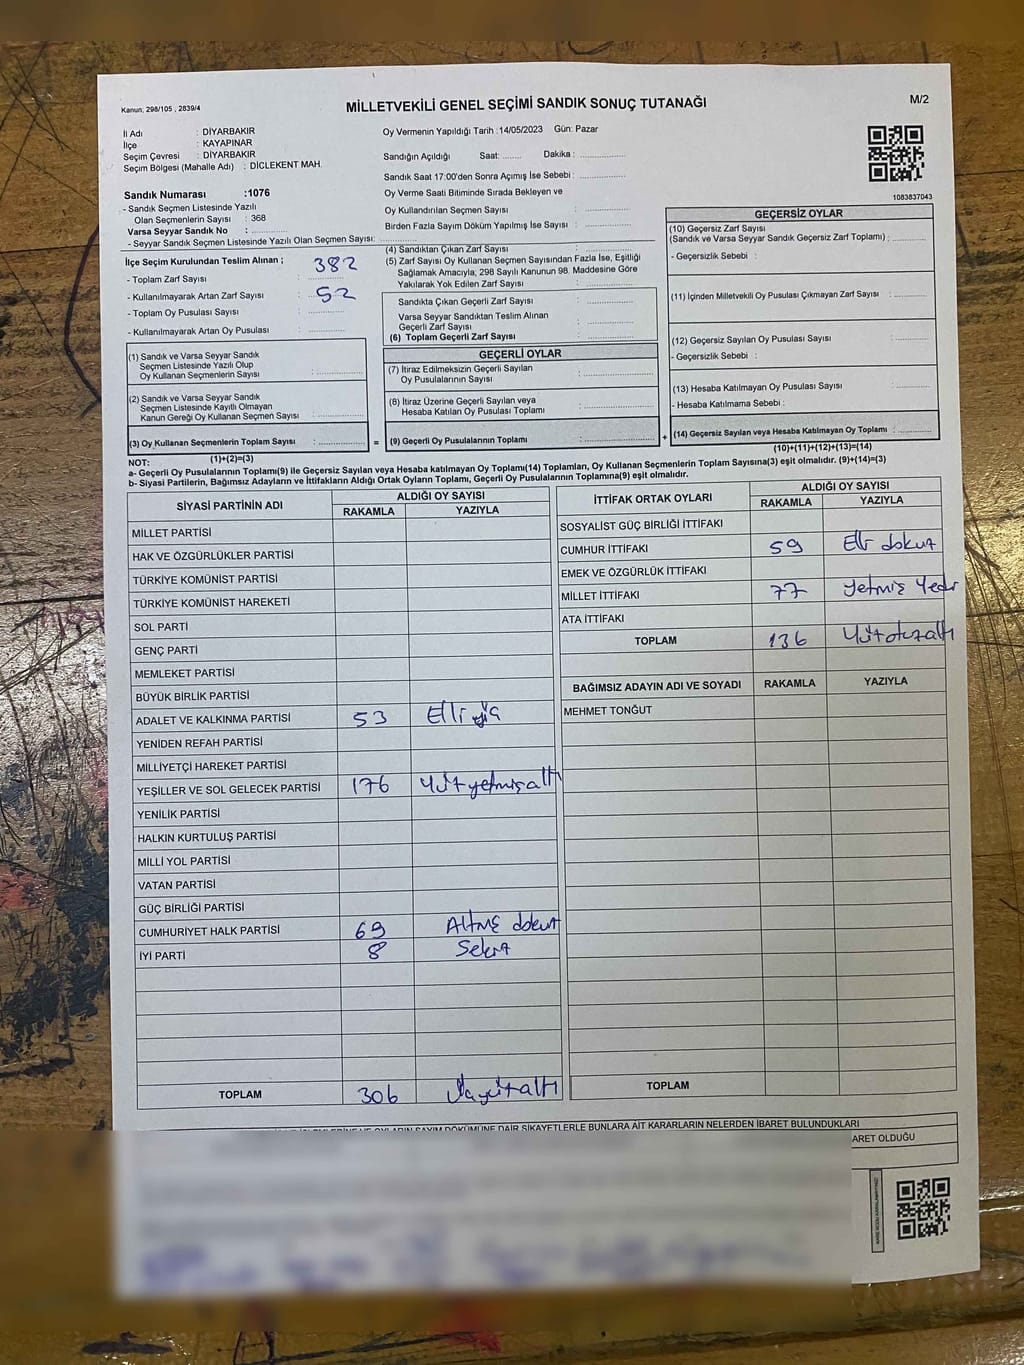 Kanun; 298/105 , 2839/4
MİLLETVEKİLİ GENEL SEÇİMİ SANDIK SONUÇ TUTANAĞI
M/2
İl Adı : DİYARBAKIR
İlçe : KAYAPINAR
Seçim Çevresi : DİYARBAKIR
Seçim Bölgesi (Mahalle Adı) : DİCLEKENT MAH.
Sandık Numarası :1076
- Sandık Seçmen Listesinde Yazılı
Olan Seçmenlerin Sayısı : 368
Varsa Seyyar Sandık No : ............
- Seyyar Sandık Seçmen Listesinde Yazılı Olan Seçmen Sayısı: ............
Oy Vermenin Yapıldığı Tarih :14/05/2023 Gün: Pazar
Sandığın Açıldığı Saat: ........ Dakika : ..................
Sandık Saat 17:00'den Sonra Açımış İse Sebebi : ..................
Oy Verme Saati Bitiminde Sırada Bekleyen ve
Oy Kullandırılan Seçmen Sayısı : ..................
Birden Fazla Sayım Döküm Yapılmış İse Sayısı : ..................
1083837043
İlçe Seçim Kurulundan Teslim Alınan ;
- Toplam Zarf Sayısı : 382
- Kullanılmayarak Artan Zarf Sayısı : 52
- Toplam Oy Pusulası Sayısı : ............
- Kullanılmayarak Artan Oy Pusulası : ............
(1) Sandık ve Varsa Seyyar Sandık
Seçmen Listesinde Yazılı Olup
Oy Kullanan Seçmenlerin Sayısı : ..................
(2) Sandık ve Varsa Seyyar Sandık
Seçmen Listesinde Kayıtlı Olmayan
Kanun Gereği Oy Kullanan Seçmen Sayısı : ..................
(3) Oy Kullanan Seçmenlerin Toplam Sayısı : .................. =
(1)+(2)=(3)
(4) Sandıktan Çıkan Zarf Sayısı : ..................
(5) Zarf Sayısı Oy Kullanan Seçmen Sayısından Fazla İse, Eşitliği
Sağlamak Amacıyla, 298 Sayılı Kanunun 98. Maddesine Göre
Yakılarak Yok Edilen Zarf Sayısı : ..................
Sandıkta Çıkan Geçerli Zarf Sayısı : ..................
Varsa Seyyar Sandıktan Teslim Alınan
Geçerli Zarf Sayısı : ..................
(6) Toplam Geçerli Zarf Sayısı : ..................
GEÇERLİ OYLAR
(7) İtiraz Edilmeksizin Geçerli Sayılan
Oy Pusulalarının Sayısı : ..................
(8) İtiraz Üzerine Geçerli Sayılan veya
Hesaba Katılan Oy Pusulası Toplamı : ..................
(9) Geçerli Oy Pusulalarının Toplamı : .................. +
GEÇERSİZ OYLAR
(10) Geçersiz Zarf Sayısı
(Sandık ve Varsa Seyyar Sandık Geçersiz Zarf Toplamı) : ............
- Geçersizlik Sebebi :
(11) İçinden Milletvekili Oy Pusulası Çıkmayan Zarf Sayısı : ............
(12) Geçersiz Sayılan Oy Pusulası Sayısı : ............
- Geçersizlik Sebebi :
(13) Hesaba Katılmayan Oy Pusulası Sayısı : ............
- Hesaba Katılmama Sebebi :
(14) Geçersiz Sayılan veya Hesaba Katılmayan Oy Toplamı : ............
(10)+(11)+(12)+(13)=(14)
NOT:
a- Geçerli Oy Pusulalarının Toplamı(9) ile Geçersiz Sayılan veya Hesaba katılmayan Oy Toplamı(14) Toplamları, Oy Kullanan Seçmenlerin Toplam Sayısına(3) eşit olmalıdır. (9)+(14)=(3)
b- Siyasi Partilerin, Bağımsız Adayların ve İttifakların Aldığı Ortak Oyların Toplamı, Geçerli Oy Pusulalarının Toplamına(9) eşit olmalıdır.
SİYASİ PARTİNİN ADI ALDIĞI OY SAYISI
RAKAMLA YAZIYLA
MİLLET PARTİSİ
HAK VE ÖZGÜRLÜKLER PARTİSİ
TÜRKİYE KOMÜNİST PARTİSİ
TÜRKİYE KOMÜNİST HAREKETİ
SOL PARTİ
GENÇ PARTİ
MEMLEKET PARTİSİ
BÜYÜK BİRLİK PARTİSİ
ADALET VE KALKINMA PARTİSİ 53 Elli
YENİDEN REFAH PARTİSİ
MİLLİYETÇİ HAREKET PARTİSİ
YEŞİLLER VE SOL GELECEK PARTİSİ 176 Yüzyetmişaltı
YENİLİK PARTİSİ
HALKIN KURTULUŞ PARTİSİ
MİLLİ YOL PARTİSİ
VATAN PARTİSİ
GÜÇ BİRLİĞİ PARTİSİ
CUMHURİYET HALK PARTİSİ 69 Altmış dokuz
İYİ PARTİ 8 Sekiz
TOPLAM 306 Üçyüzaltı
İTTİFAK ORTAK OYLARI ALDIĞI OY SAYISI
RAKAMLA YAZIYLA
SOSYALİST GÜÇ BİRLİĞİ İTTİFAKI
CUMHUR İTTİFAKI 59 Elli dokuz
EMEK VE ÖZGÜRLÜK İTTİFAKI
MİLLET İTTİFAKI 77 Yetmiş Yedi
ATA İTTİFAKI
TOPLAM 136 Yüzotuzaltı
BAĞIMSIZ ADAYIN ADI VE SOYADI RAKAMLA YAZIYLA
MEHMET TONĞUT
TOPLAM
OYLARIN SAYIM DÖKÜMÜNE DAİR ŞİKAYETLERLE BUNLARA AİT KARARLARIN NELERDEN İBARET BULUNDUKLARI
ARET OLDUĞU